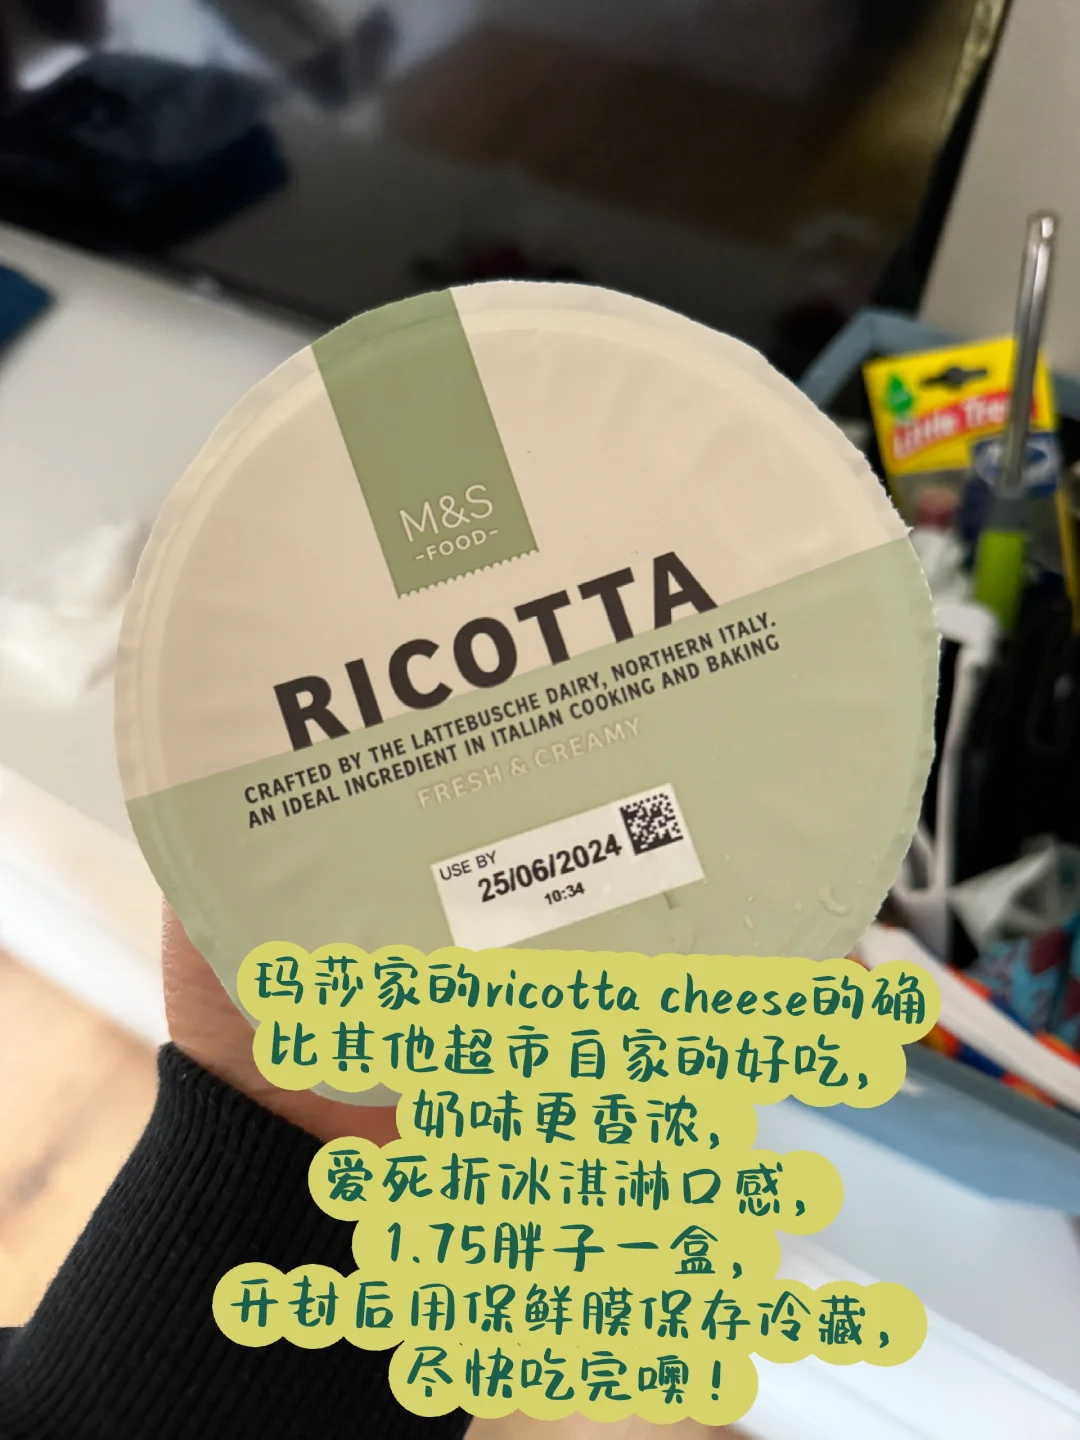 M&S
-FOOD-
RICOTTA
CRAFTED BY THE LATTEBUSCHE DAIRY, NORTHERN ITALY.
AN IDEAL INGREDIENT IN ITALIAN COOKING AND BAKING
FRESH & CREAMY
USE BY
25/06/2024
10:34
Little Tre
玛莎家的ricotta cheese的确
比其他超市自家的好吃,
奶味更香浓,
爱死折冰淇淋口感,
1.75胖子一盒,
开封后用保鲜膜保存冷藏,
尽快吃完噢!